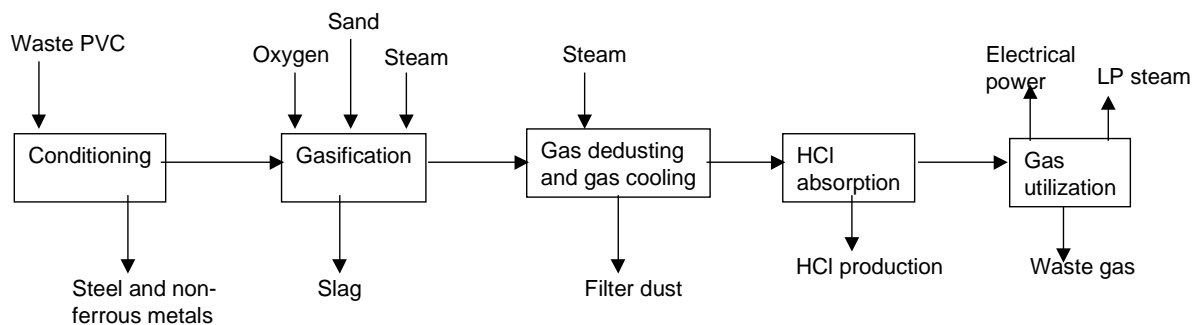 Sand
Waste PVC
Oxygen
Steam
Steam
Electrical
power
LP steam
Conditioning
Gasification
Gas dedusting
and gas cooling
HCl
absorption
Gas
utilization
Steel and non-
ferrous metals
Slag
Filter dust
HCl production
Waste gas